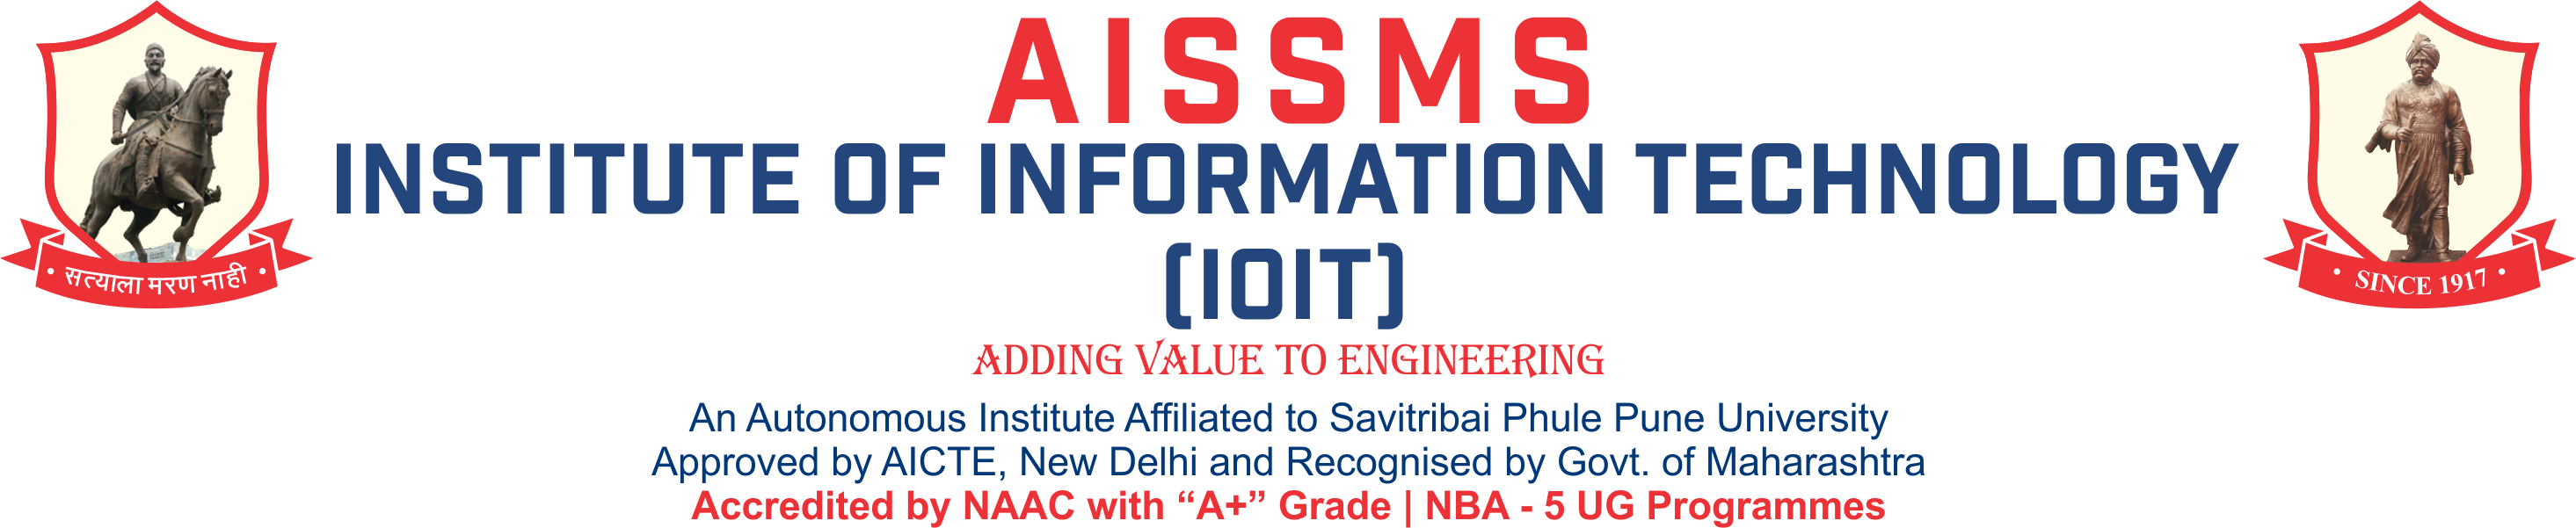 AISSMS
INSTITUTE OF INFORMATION TECHNOLOGY
(IOIT)
ADDING VALUE TO ENGINEERING
An Autonomous Institute Affiliated to Savitribai Phule Pune University
Approved by AICTE, New Delhi and Recognised by Govt. of Maharashtra
Accredited by NAAC with “A+” Grade | NBA - 5 UG Programmes
• सत्याला मरण नाही •
• SINCE 1917 •